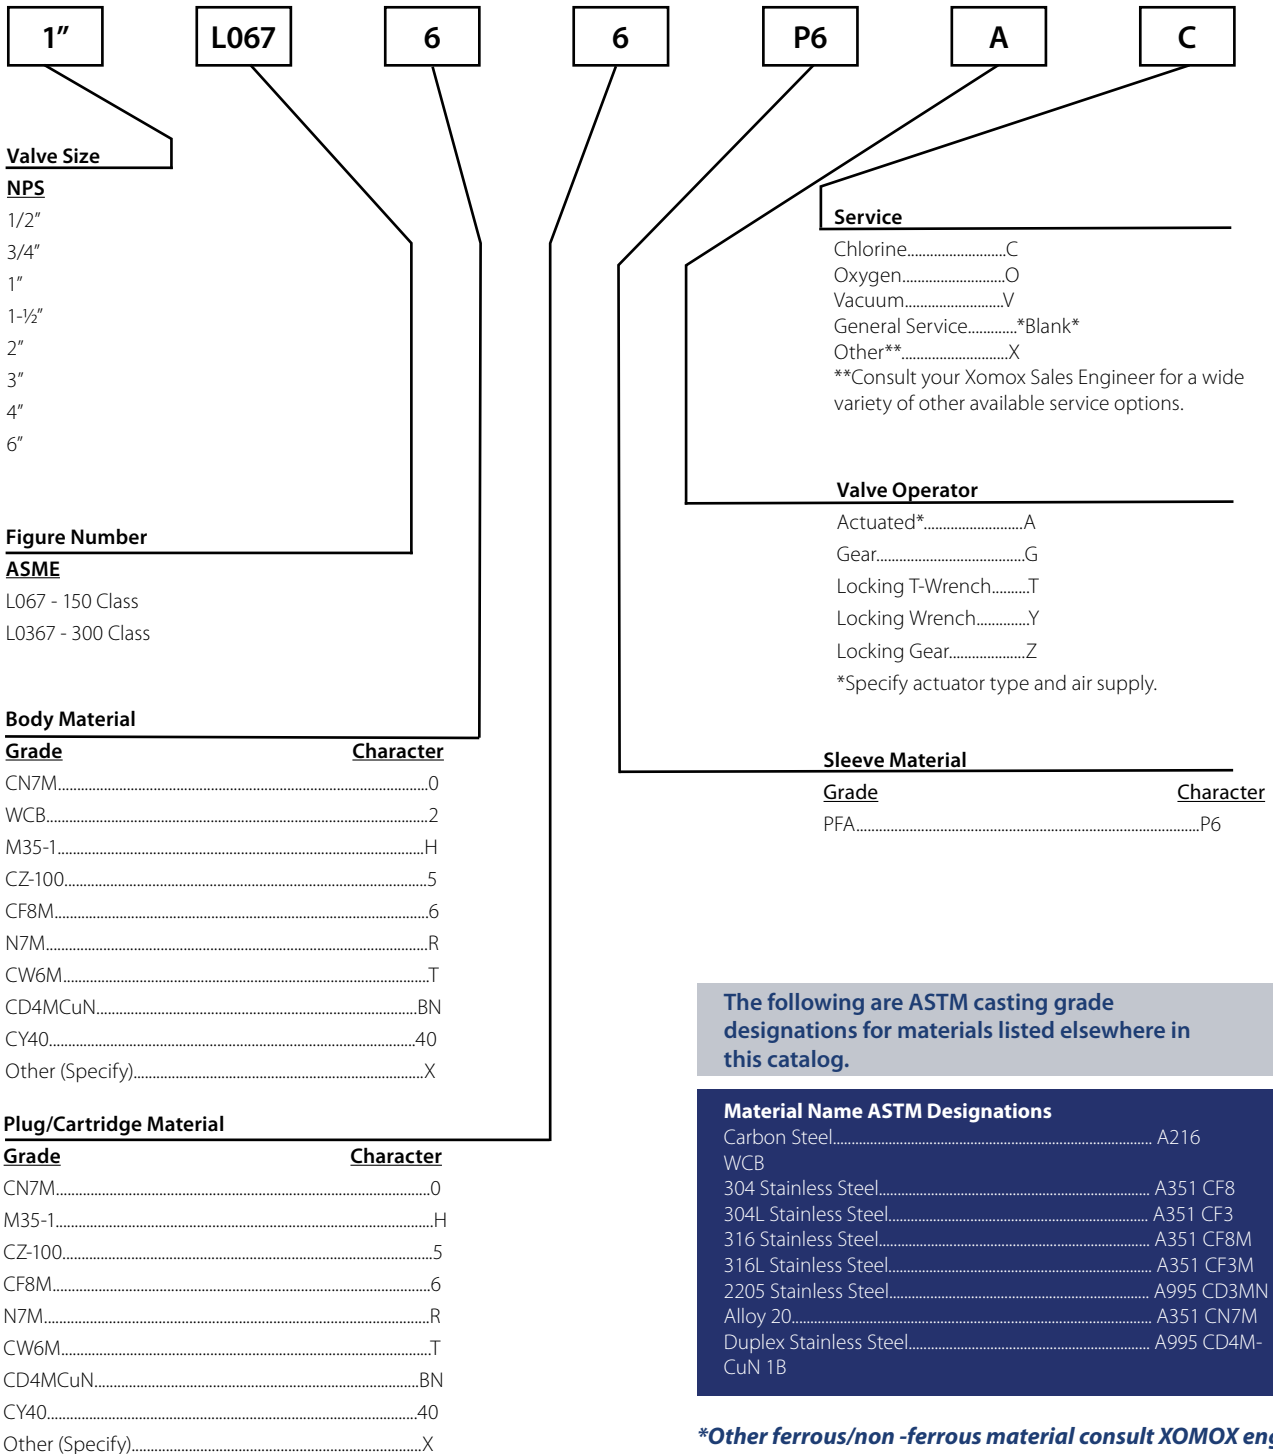 1” L067 6 6 P6 A C
Valve Size
NPS
1/2”
3/4”
1”
1-½”
2”
3”
4”
6”
Figure Number
ASME
L067 - 150 Class
L0367 - 300 Class
Body Material
Grade Character
CN7M..........0
WCB..........2
M35-1..........H
CZ-100..........5
CF8M..........6
N7M..........R
CW6M..........T
CD4MCuN..........BN
CY40..........40
Other (Specify)..........X
Plug/Cartridge Material
Grade Character
CN7M..........0
M35-1..........H
CZ-100..........5
CF8M..........6
N7M..........R
CW6M..........T
CD4MCuN..........BN
CY40..........40
Other (Specify)..........X
Service
Chlorine..........C
Oxygen..........O
Vacuum..........V
General Service..........*Blank*
Other**..........X
**Consult your Xomox Sales Engineer for a wide
variety of other available service options.
Valve Operator
Actuated*..........A
Gear..........G
Locking T-Wrench..........T
Locking Wrench..........Y
Locking Gear..........Z
*Specify actuator type and air supply.
Sleeve Material
Grade Character
PFA..........P6
The following are ASTM casting grade
designations for materials listed elsewhere in
this catalog.
Material Name ASTM Designations
Carbon Steel.......... A216
WCB
304 Stainless Steel.......... A351 CF8
304L Stainless Steel.......... A351 CF3
316 Stainless Steel.......... A351 CF8M
316L Stainless Steel.......... A351 CF3M
2205 Stainless Steel.......... A995 CD3MN
Alloy 20.......... A351 CN7M
Duplex Stainless Steel.......... A995 CD4M-
CuN 1B
*Other ferrous/non -ferrous material consult XOMOX